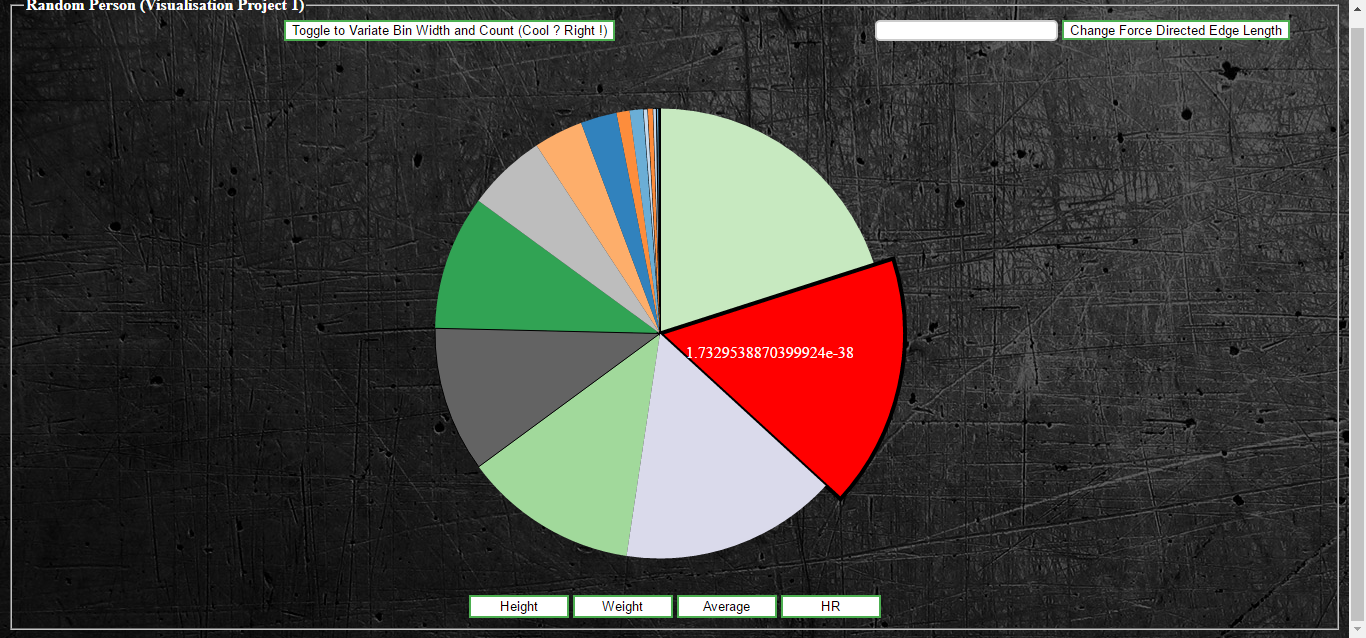 Random Person (Visualisation Project 1)
Toggle to Variate Bin Width and Count (Cool ? Right !)
Change Force Directed Edge Length
1.7329538870399924e-38
Height
Weight
Average
HR